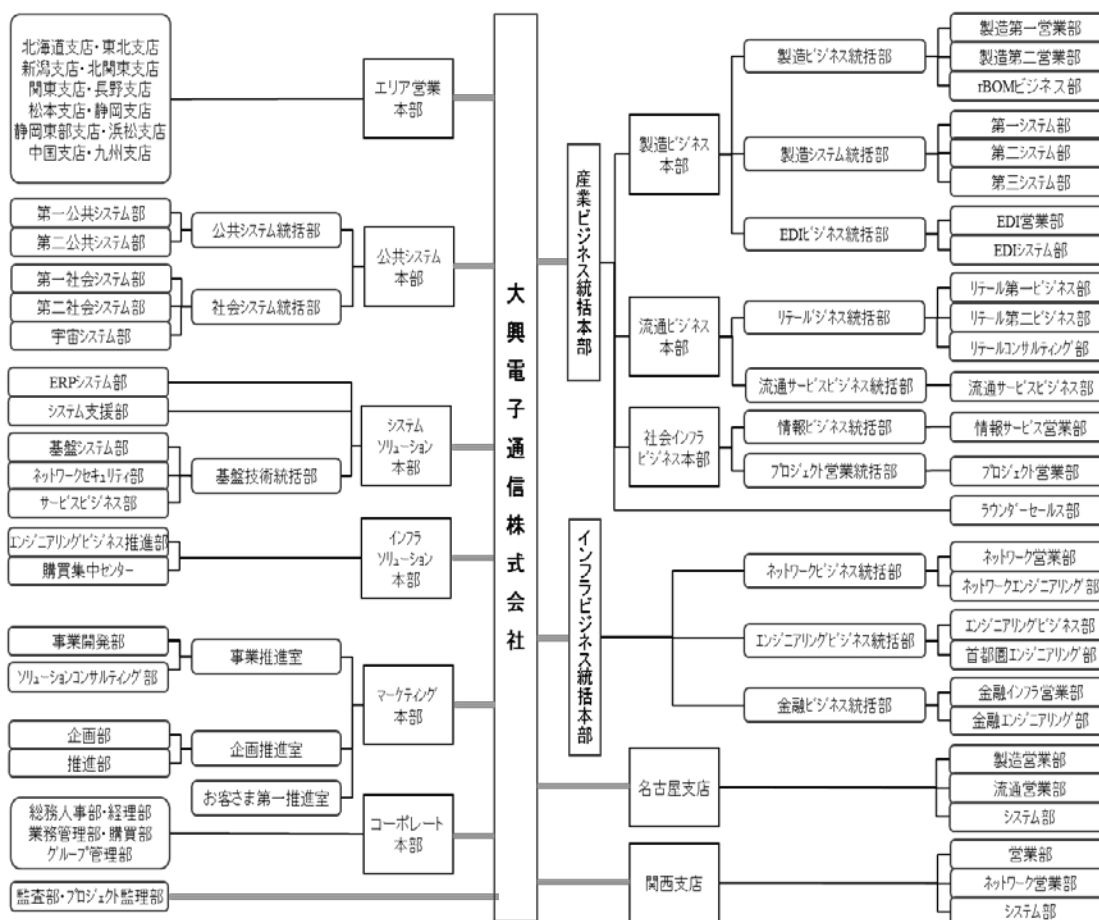 北海道支店・東北支店
新潟支店・北関東支店
関東支店・長野支店
松本支店・静岡支店
静岡東部支店・浜松支店
中国支店・九州支店
エリア営業
本部
第一公共システム部
第二公共システム部
公共システム統括部
第一社会システム部
第二社会システム部
宇宙システム部
社会システム統括部
公共システム
本部
ERPシステム部
システム支援部
基盤システム部
ネットワークセキュリティ部
サービスビジネス部
基盤技術統括部
システム
ソリューション
本部
エンジニアリングビジネス推進部
購買集中センター
インフラ
ソリューション
本部
事業開発部
ソリューションコンサルティング部
事業推進室
企画部
推進部
企画推進室
お客さま第一推進室
マーケティング
本部
総務人事部・経理部
業務管理部・購買部
グループ管理部
コーポレート
本部
監査部・プロジェクト監理部
大興電子通信株式会社
産業ビジネス統括本部
製造ビジネス
本部
製造ビジネス統括部
製造第一営業部
製造第二営業部
rBOMビジネス部
製造システム統括部
第一システム部
第二システム部
第三システム部
EDIビジネス統括部
EDI営業部
EDIシステム部
流通ビジネス
本部
リテールビジネス統括部
リテール第一ビジネス部
リテール第二ビジネス部
リテールコンサルティング部
流通サービスビジネス統括部
流通サービスビジネス部
社会インフラ
ビジネス本部
情報ビジネス統括部
情報サービス営業部
プロジェクト営業統括部
プロジェクト営業部
ラウンダーセールス部
インフラビジネス統括本部
ネットワークビジネス統括部
ネットワーク営業部
ネットワークエンジニアリング部
エンジニアリングビジネス統括部
エンジニアリングビジネス部
首都圏エンジニアリング部
金融ビジネス統括部
金融インフラ営業部
金融エンジニアリング部
名古屋支店
製造営業部
流通営業部
システム部
関西支店
営業部
ネットワーク営業部
システム部